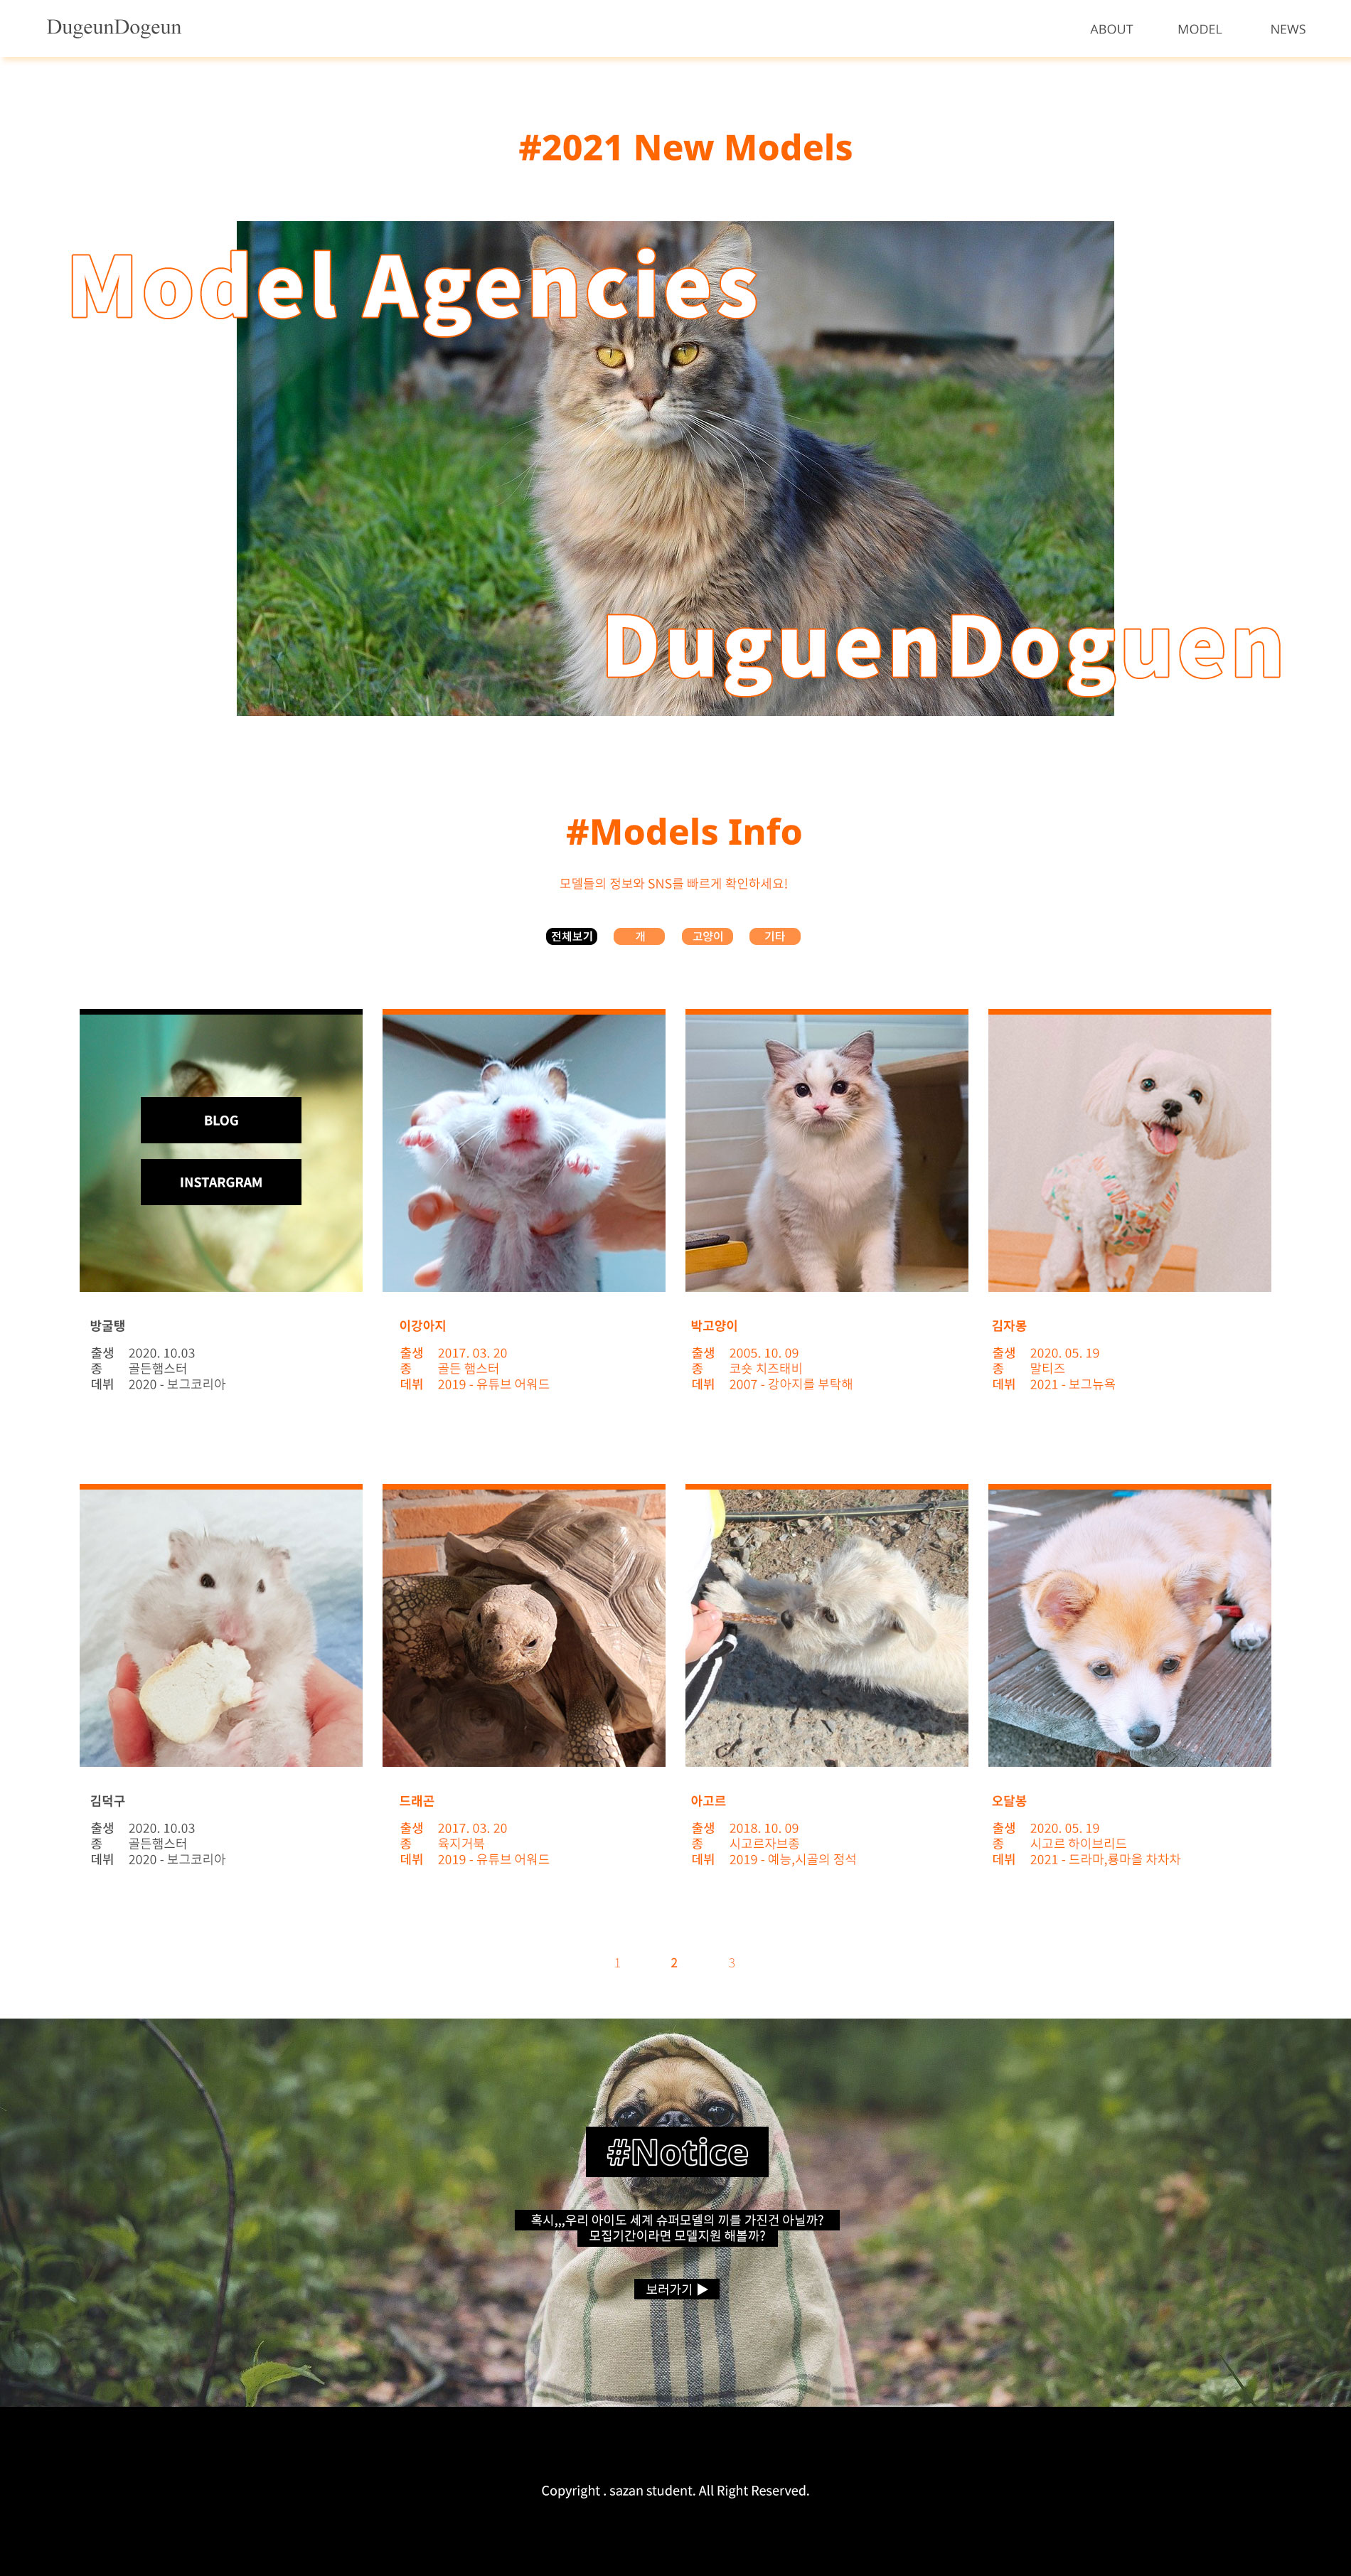 DugeunDogeun
ABOUT MODEL NEWS
#2021 New Models
Model Agencies
DuguenDoguen
#Models Info
모델들의 정보와 SNS를 빠르게 확인하세요!
전체보기 개 고양이 기타
BLOG
INSTARGRAM
방굴탱
출생 2020. 10.03
종 골든햄스터
데뷔 2020 - 보그코리아
이강아지
출생 2017. 03. 20
종 골든 햄스터
데뷔 2019 - 유튜브 어워드
박고양이
출생 2005. 10. 09
종 코숏 치즈태비
데뷔 2007 - 강아지를 부탁해
김자몽
출생 2020. 05. 19
종 말티즈
데뷔 2021 - 보그뉴욕
김덕구
출생 2020. 10.03
종 골든햄스터
데뷔 2020 - 보그코리아
드래곤
출생 2017. 03. 20
종 육지거북
데뷔 2019 - 유튜브 어워드
아고르
출생 2018. 10. 09
종 시고르자브종
데뷔 2019 - 예능,시골의 정석
오달봉
출생 2020. 05. 19
종 시고르 하이브리드
데뷔 2021 - 드라마,룡마을 차차차
1 2 3
#Notice
혹시,,,우리 아이도 세계 슈퍼모델의 끼를 가진건 아닐까?
모집기간이라면 모델지원 해볼까?
보러가기 ▶
Copyright . sazan student. All Right Reserved.